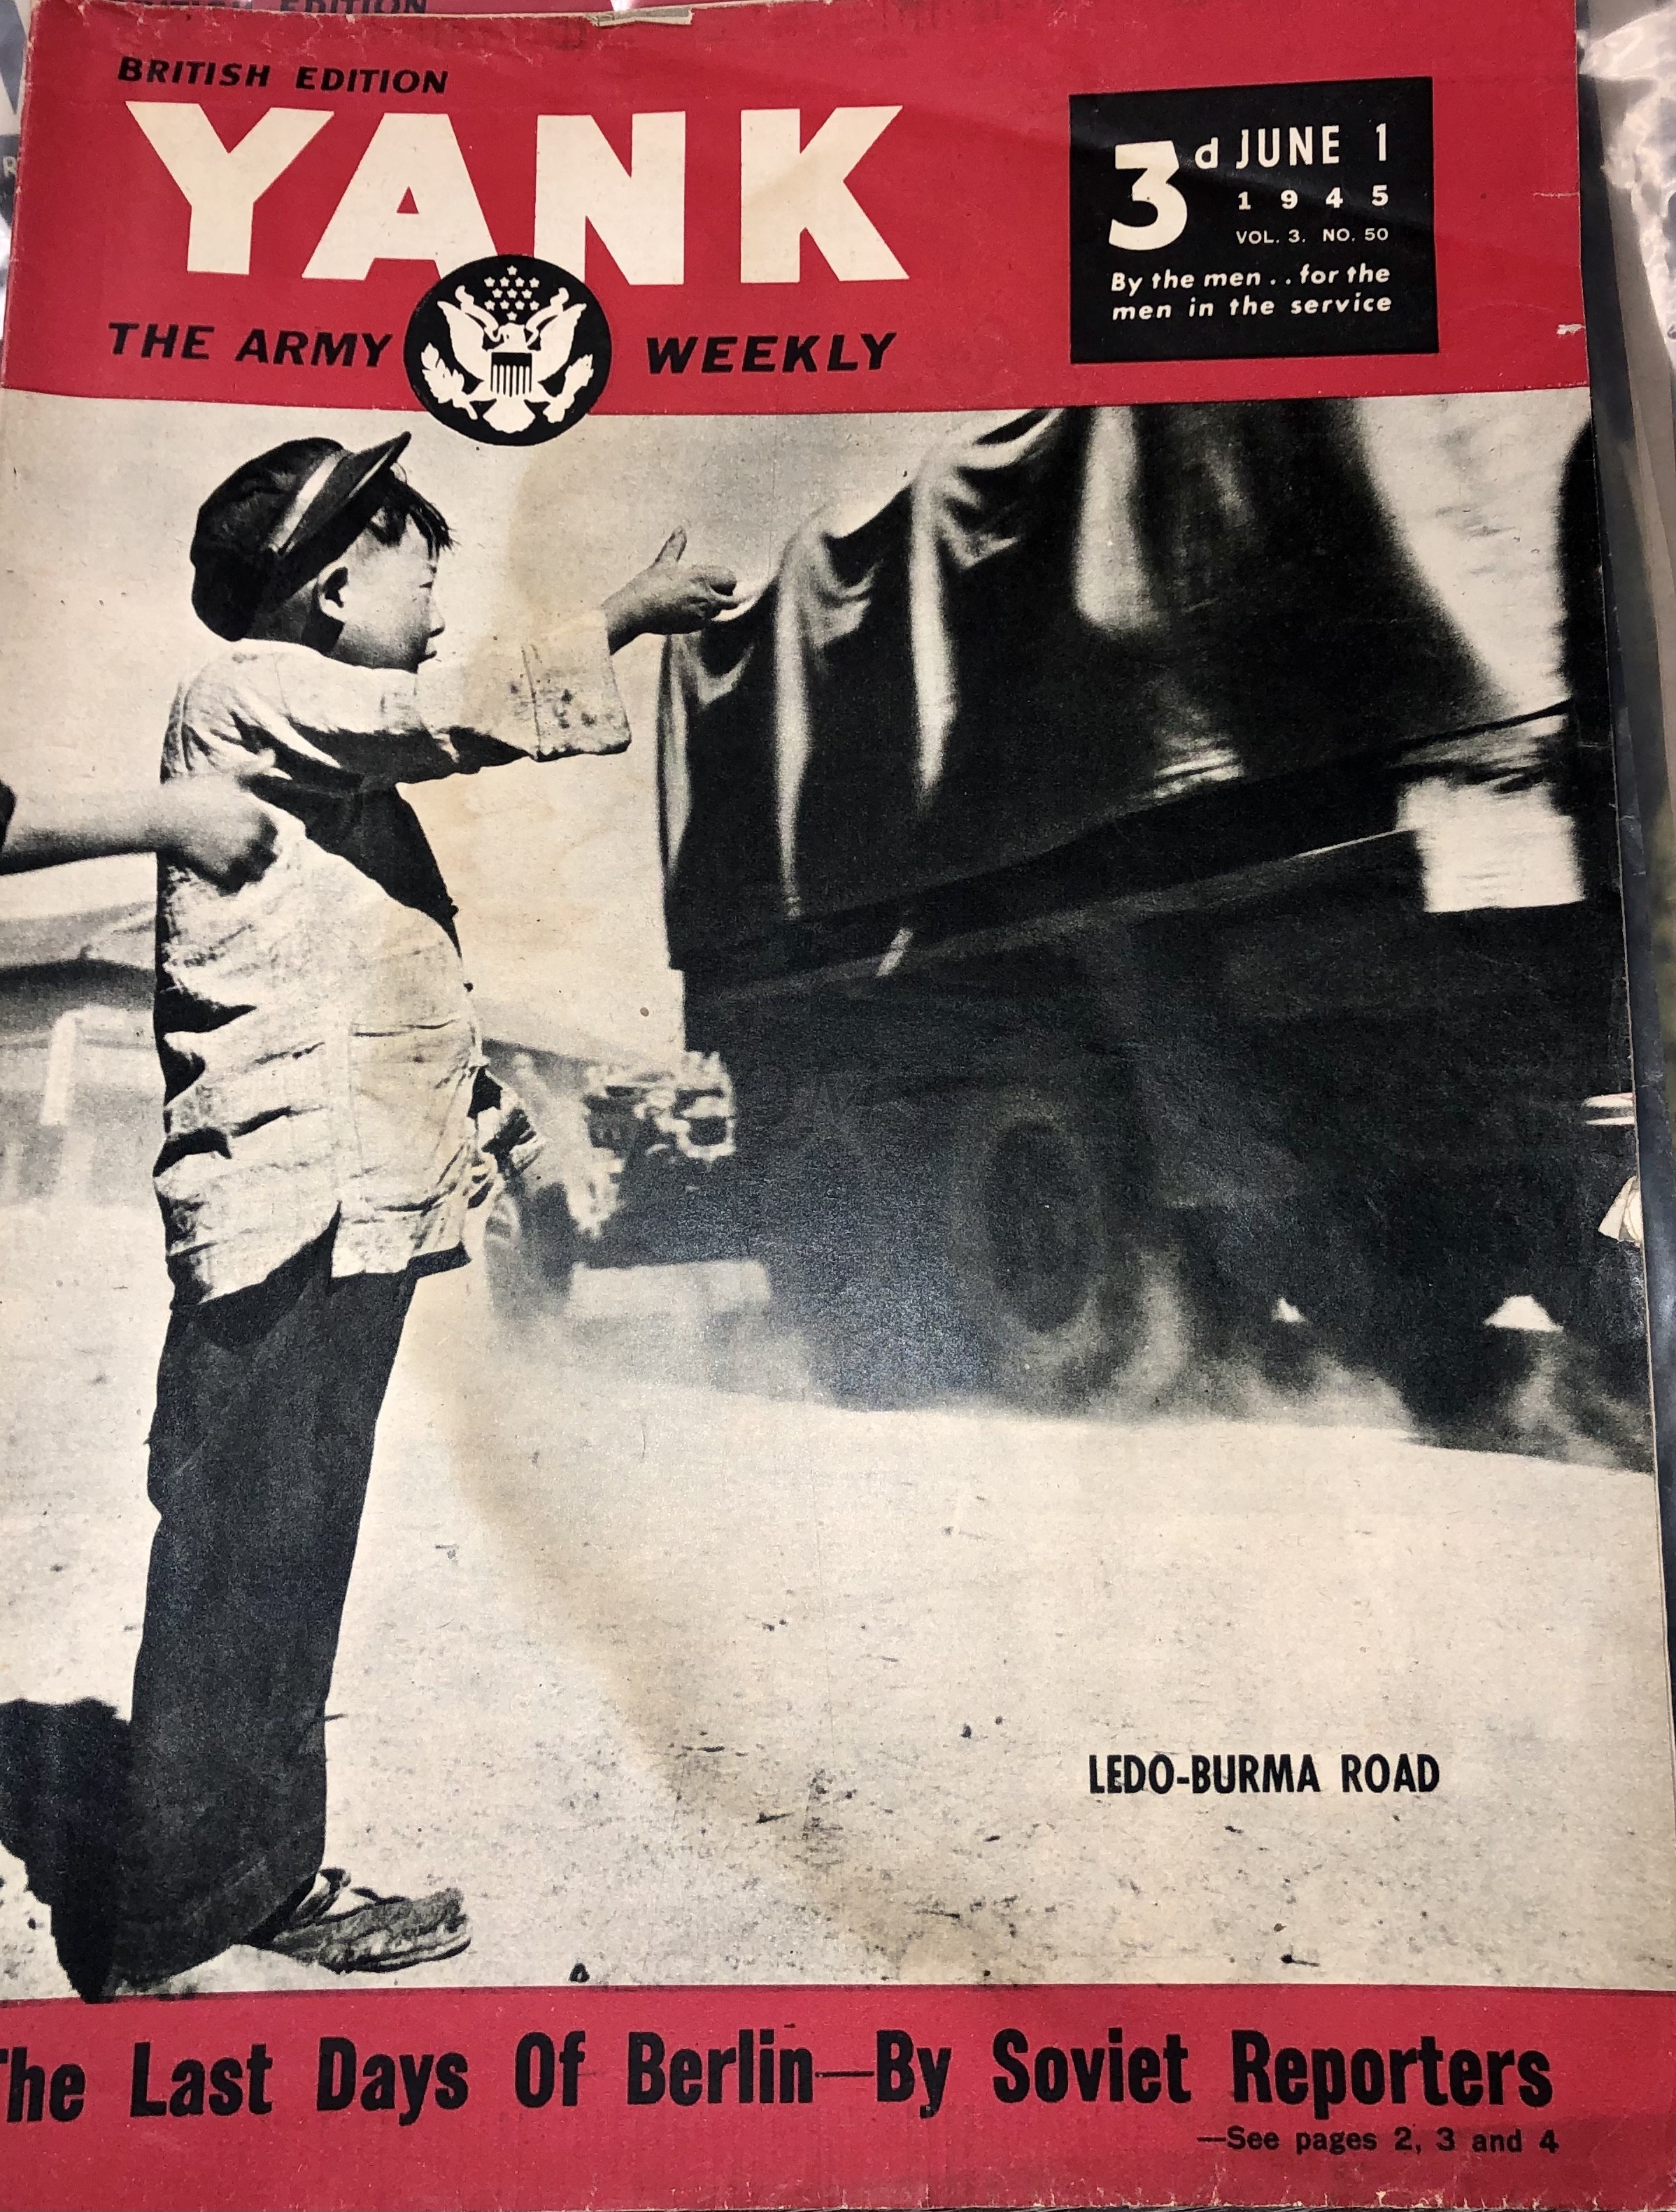 EDITION
BRITISH EDITION
YANK
THE ARMY WEEKLY
3d JUNE 1
1945
VOL. 3. NO. 50
By the men . . for the
men in the service
LEDO-BURMA ROAD
The Last Days Of Berlin—By Soviet Reporters
—See pages 2, 3 and 4